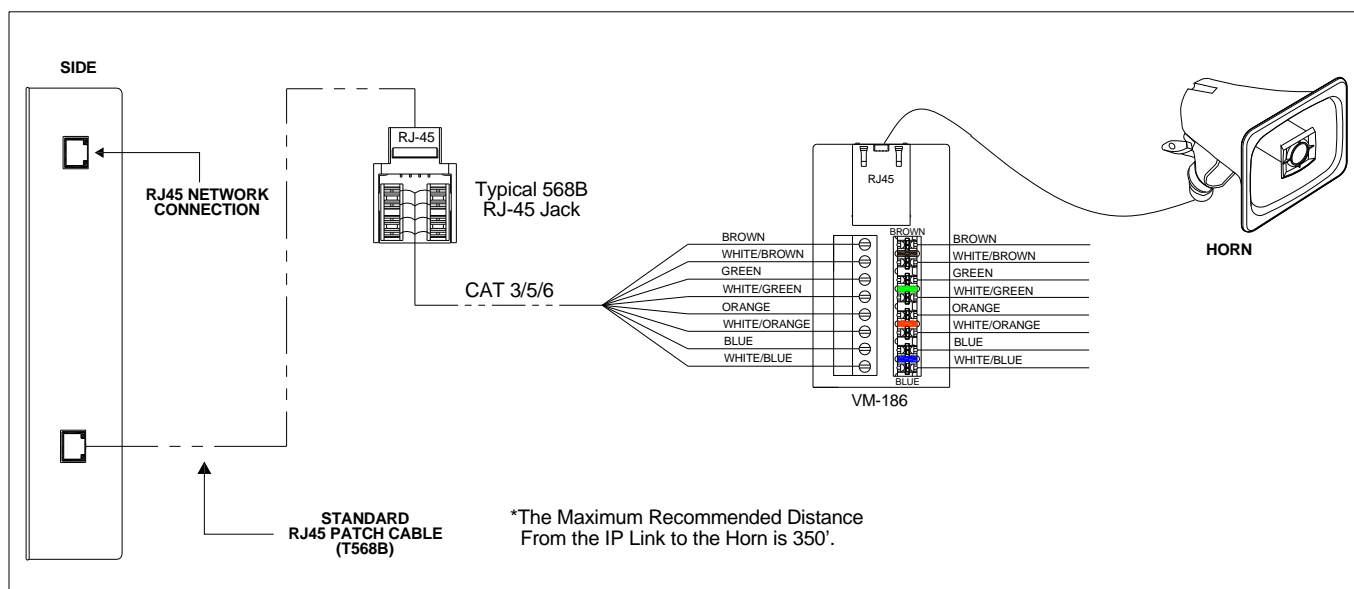 SIDE
RJ45 NETWORK
CONNECTION
STANDARD
RJ45 PATCH CABLE
(T568B)
RJ-45
Typical 568B
RJ-45 Jack
CAT 3/5/6
BROWN
WHITE/BROWN
GREEN
WHITE/GREEN
ORANGE
WHITE/ORANGE
BLUE
WHITE/BLUE
RJ45
BROWN
BLUE
VM-186
BROWN
WHITE/BROWN
GREEN
WHITE/GREEN
ORANGE
WHITE/ORANGE
BLUE
WHITE/BLUE
HORN
*The Maximum Recommended Distance
From the IP Link to the Horn is 350’.